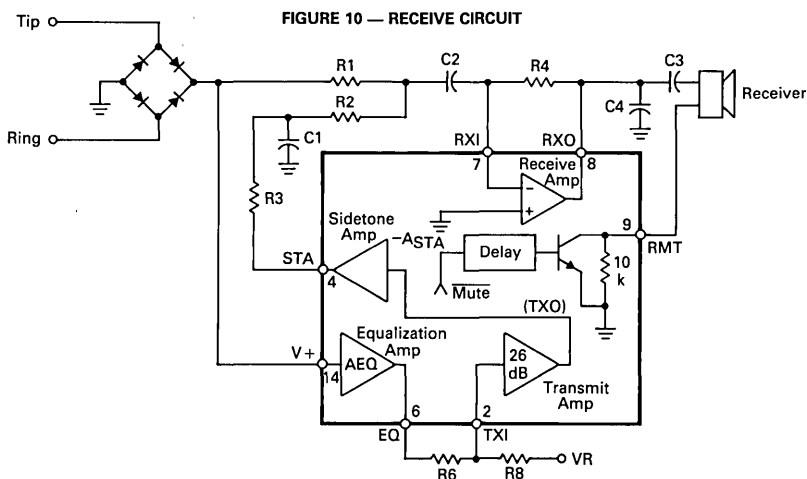 FIGURE 10 — RECEIVE CIRCUIT
Tip
Ring
R1
R2
C1
R3
C2
R4
C3
C4
Receiver
RXI
7
RXO
8
Receive
Amp
−
+
Sidetone
Amp
−ASTA
STA
4
Delay
Mute
9
RMT
10
k
(TXO)
Equalization
Amp
V+
14
AEQ
26
dB
Transmit
Amp
6
EQ
2
TXI
R6
R8
VR